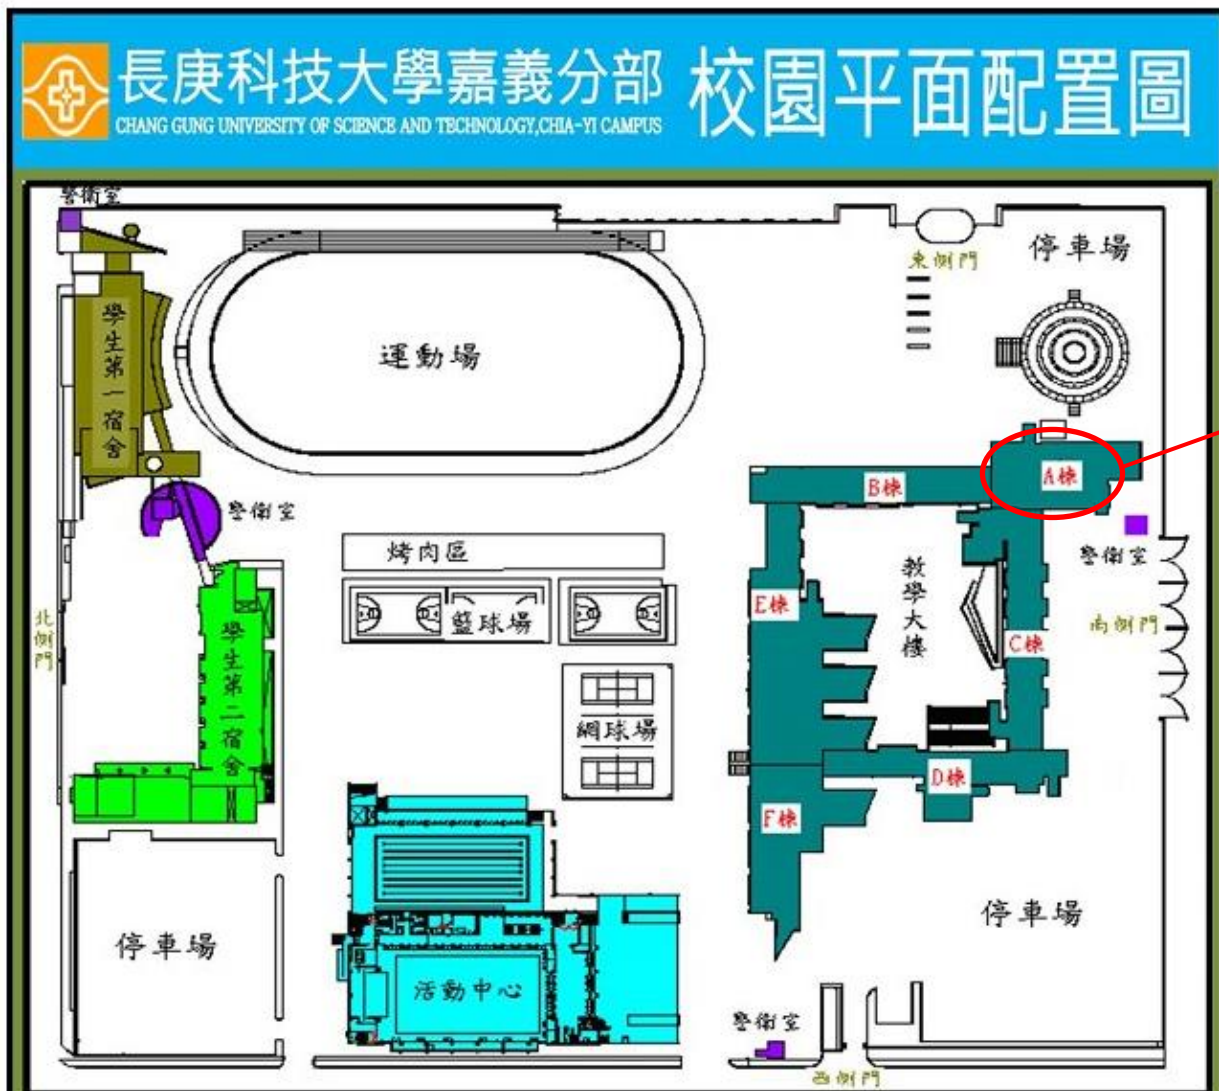 長庚科技大學嘉義分部 校園平面配置圖
CHANG GUNG UNIVERSITY OF SCIENCE AND TECHNOLOGY,CHIA-YI CAMPUS
警衛室
東側門
停車場
學生第一宿舍
運動場
A棟
B棟
警衛室
烤肉區
警衛室
教學大樓
籃球場
E棟
北側門
南側門
學生第二宿舍
C棟
網球場
D棟
F棟
停車場
停車場
活動中心
警衛室
西側門